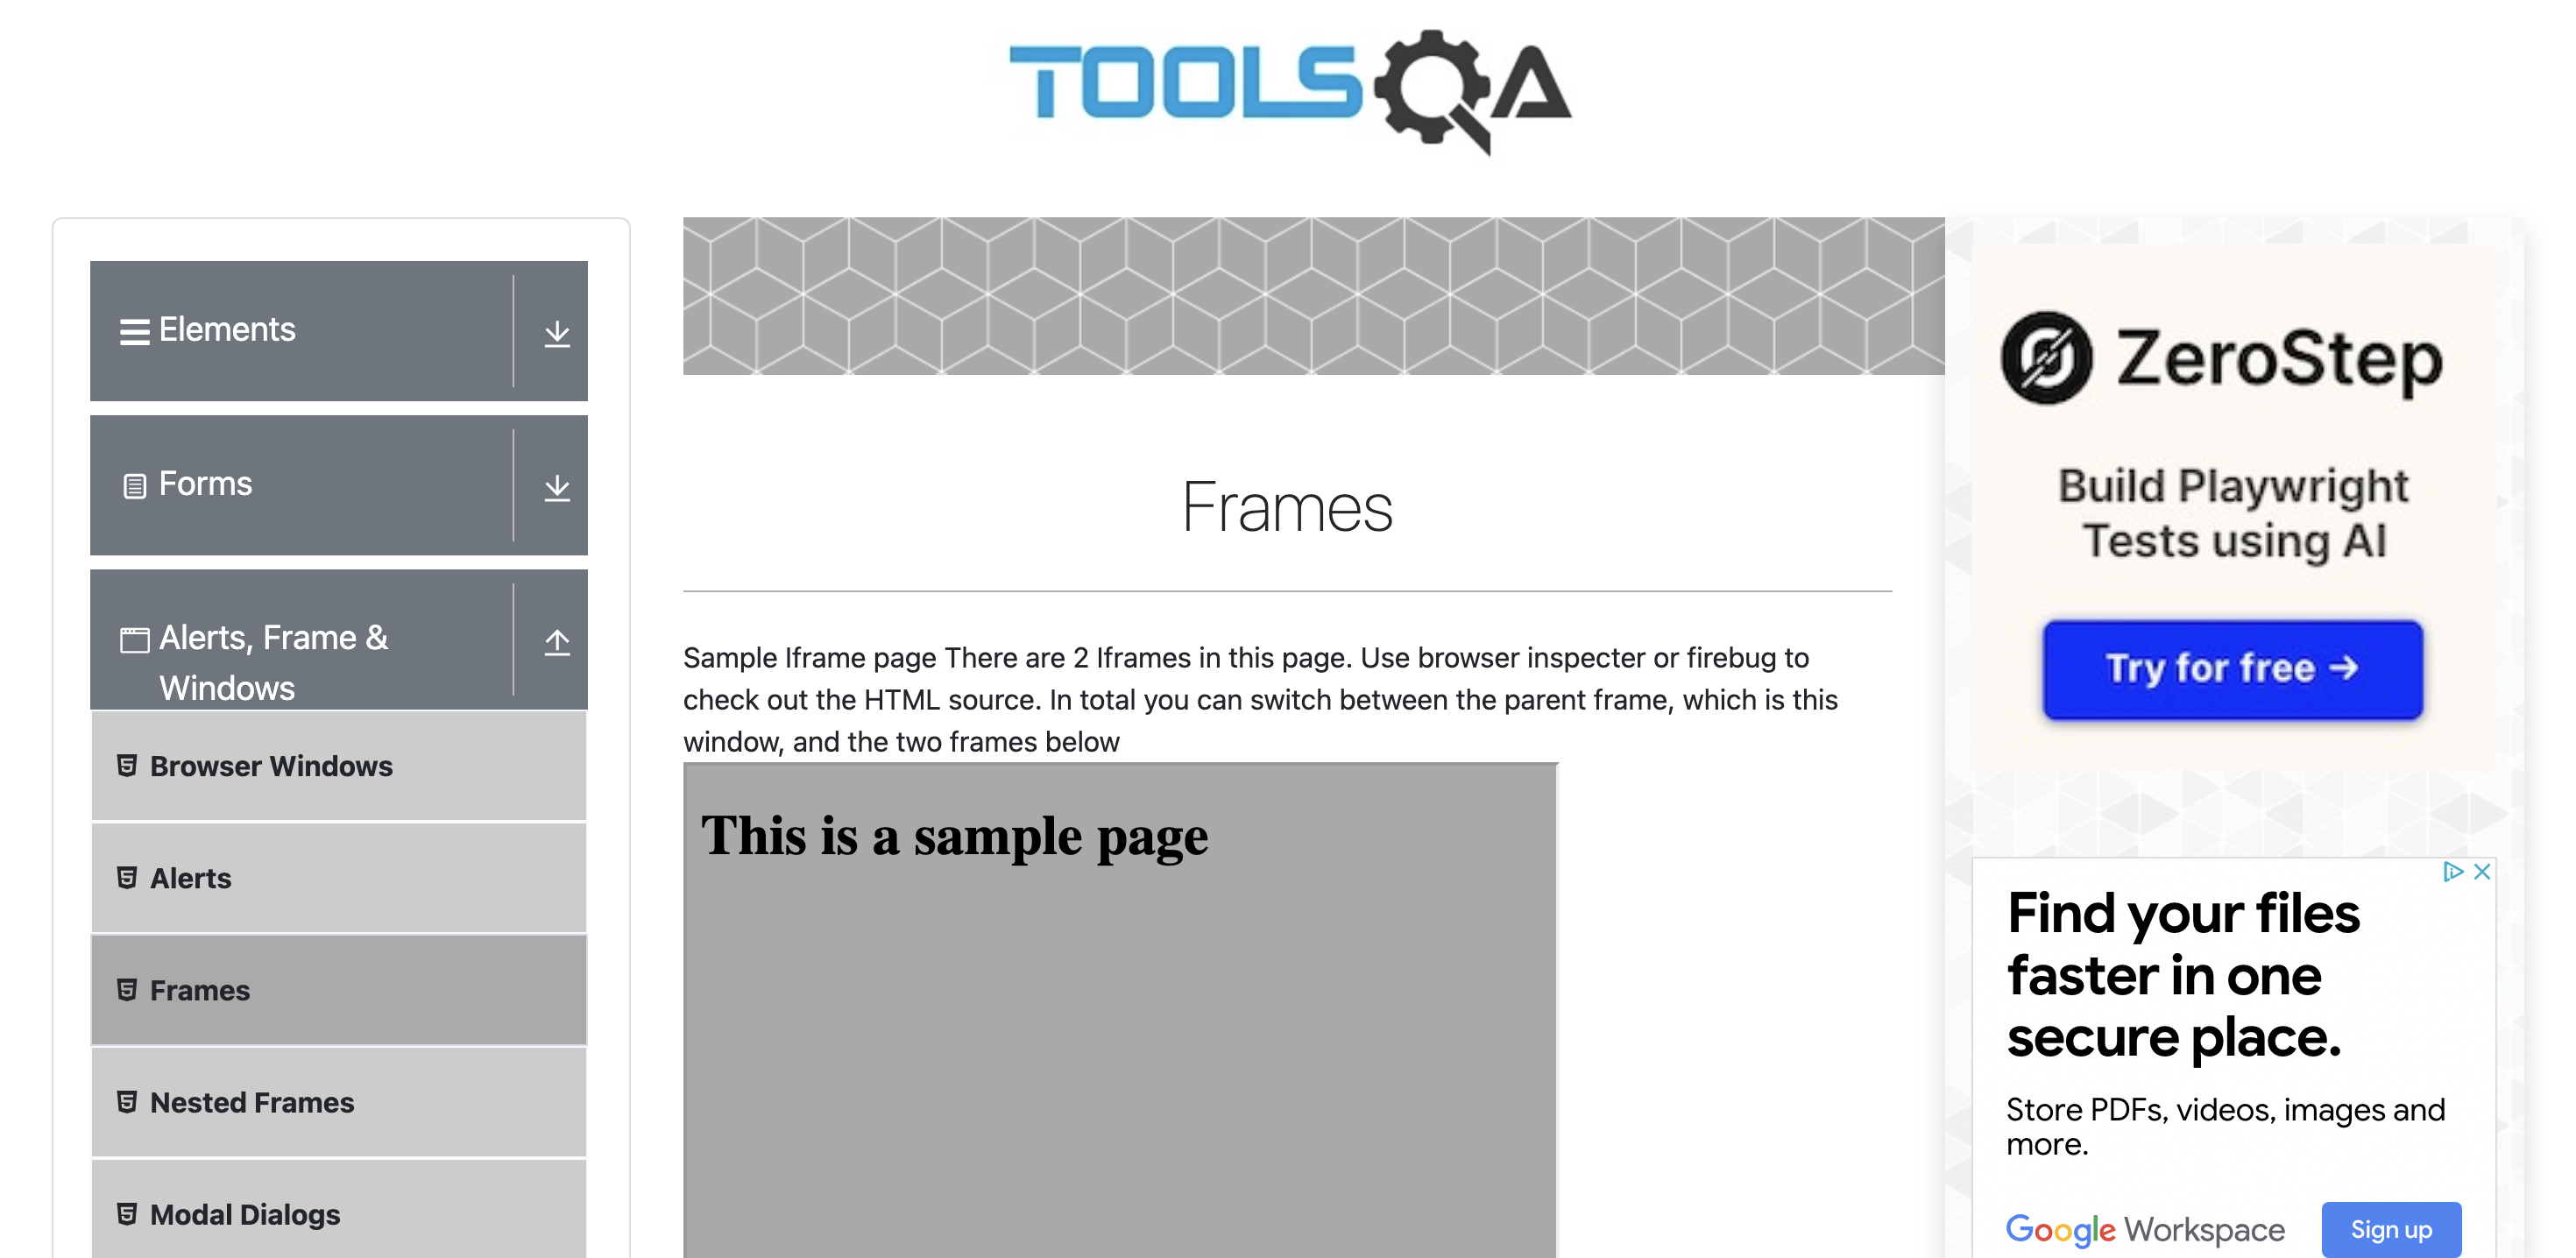 TOOLSQA
Elements
Forms
Alerts, Frame &
Windows
Browser Windows
Alerts
Frames
Nested Frames
Modal Dialogs
Frames
Sample Iframe page There are 2 Iframes in this page. Use browser inspecter or firebug to
check out the HTML source. In total you can switch between the parent frame, which is this
window, and the two frames below
This is a sample page
ZeroStep
Build Playwright
Tests using AI
Try for free →
Find your files
faster in one
secure place.
Store PDFs, videos, images and
more.
Google Workspace
Sign up